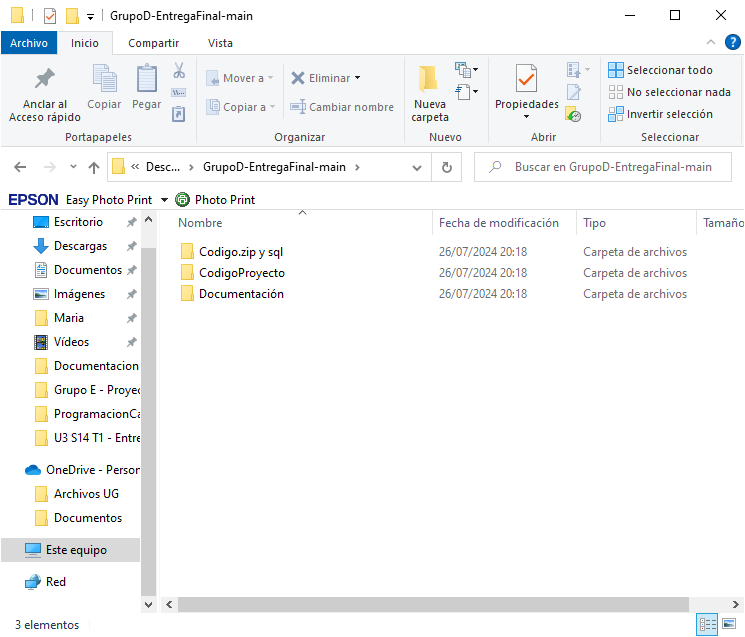 GrupoD-EntregaFinal-main
Archivo Inicio Compartir Vista
Anclar al Acceso rápido
Copiar
Pegar
Portapapeles
Mover a
Copiar a
Eliminar
Cambiar nombre
Organizar
Nueva carpeta
Nuevo
Propiedades
Abrir
Seleccionar todo
No seleccionar nada
Invertir selección
Seleccionar
« Desc... › GrupoD-EntregaFinal-main ›
Buscar en GrupoD-EntregaFinal-main
EPSON Easy Photo Print Photo Print
Escritorio
Descargas
Documentos
Imágenes
Maria
Vídeos
Documentacion
Grupo E - Proyec
ProgramacionCa
U3 S14 T1 - Entre
OneDrive - Person
Archivos UG
Documentos
Este equipo
Red
Nombre Fecha de modificación Tipo Tamaño
Codigo.zip y sql 26/07/2024 20:18 Carpeta de archivos
CodigoProyecto 26/07/2024 20:18 Carpeta de archivos
Documentación 26/07/2024 20:18 Carpeta de archivos
3 elementos